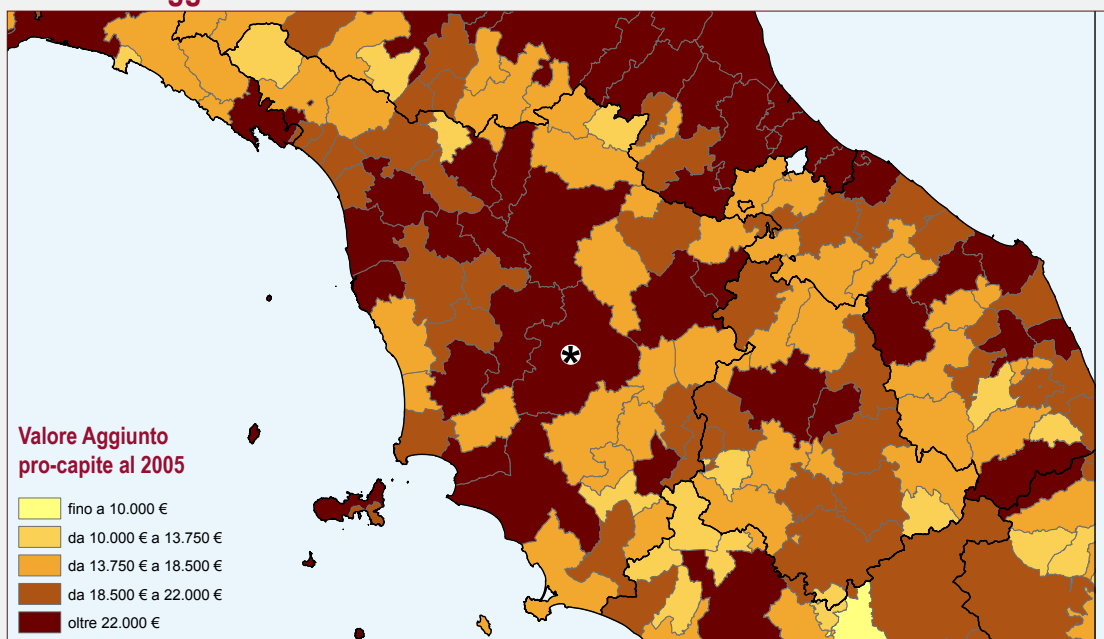 Valore Aggiunto
pro-capite al 2005
fino a 10.000 €
da 10.000 € a 13.750 €
da 13.750 € a 18.500 €
da 18.500 € a 22.000 €
oltre 22.000 €